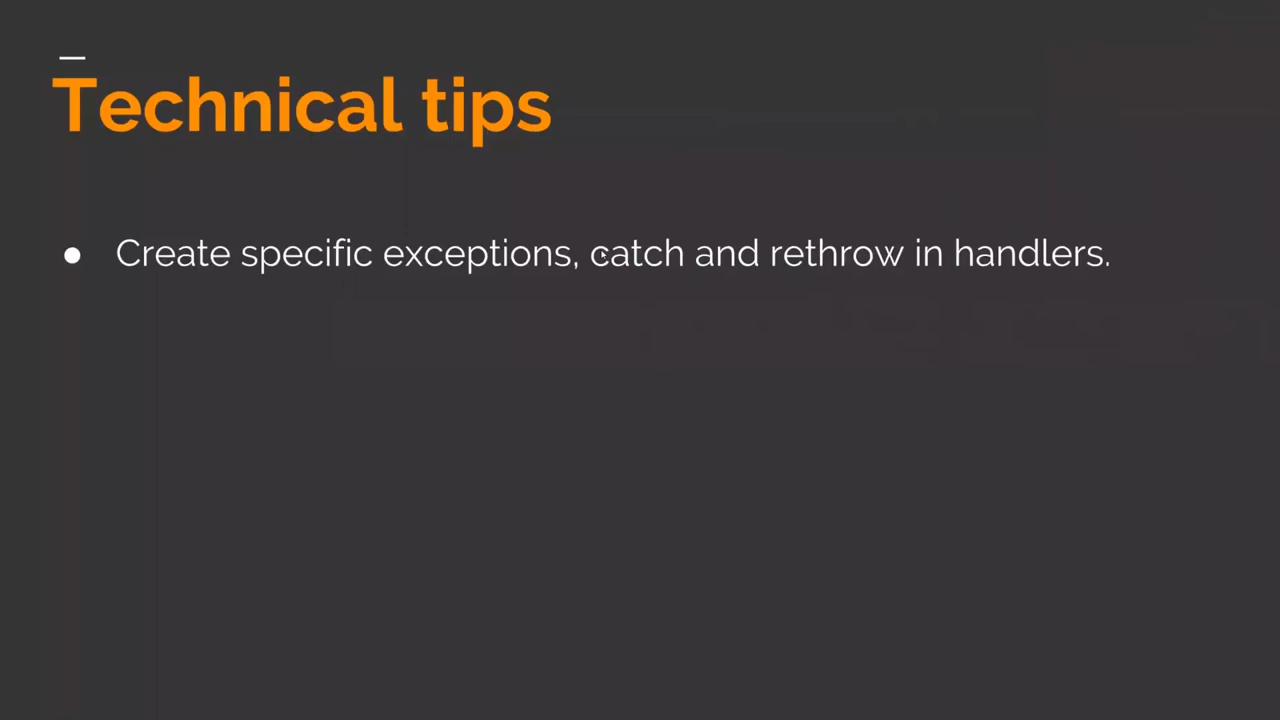 Technical tips
● Create specific exceptions, catch and rethrow in handlers.